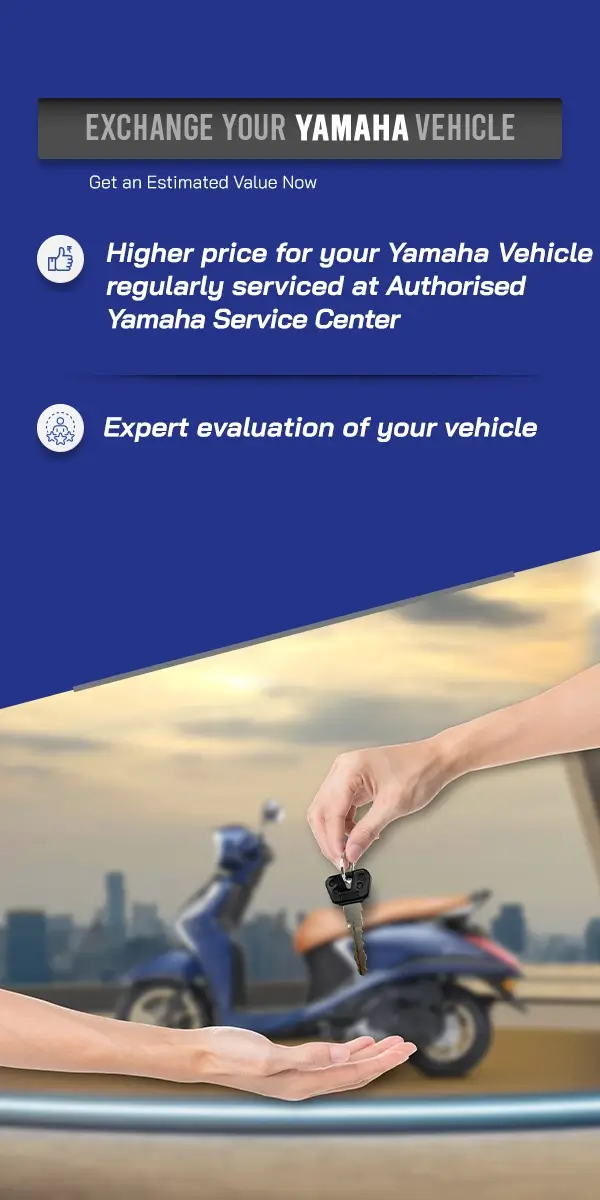 EXCHANGE YOUR YAMAHA VEHICLE
Get an Estimated Value Now
Higher price for your Yamaha Vehicle
regularly serviced at Authorised
Yamaha Service Center
Expert evaluation of your vehicle